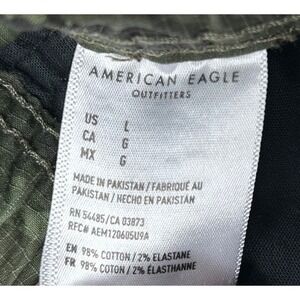 AMERICAN EAGLE
OUTFITTERS
US L
CA G
MX G
MADE IN PAKISTAN / FABRIQUÉ AU
PAKISTAN / HECHO EN PAKISTAN
RN 54485/CA 03873
RFC# AEM120605U9A
EN 98% COTTON / 2% ELASTANE
FR 98% COTON / 2% ÉLASTHANNE